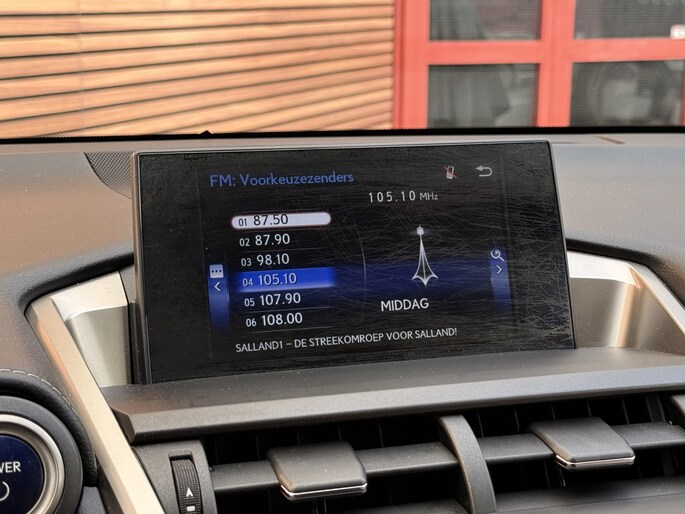 FM: Voorkeuzezenders
105.10 MHz
01 87.50
02 87.90
03 98.10
04 105.10
05 107.90
06 108.00
MIDDAG
SALLAND1 – DE STREEKOMROEP VOOR SALLAND!